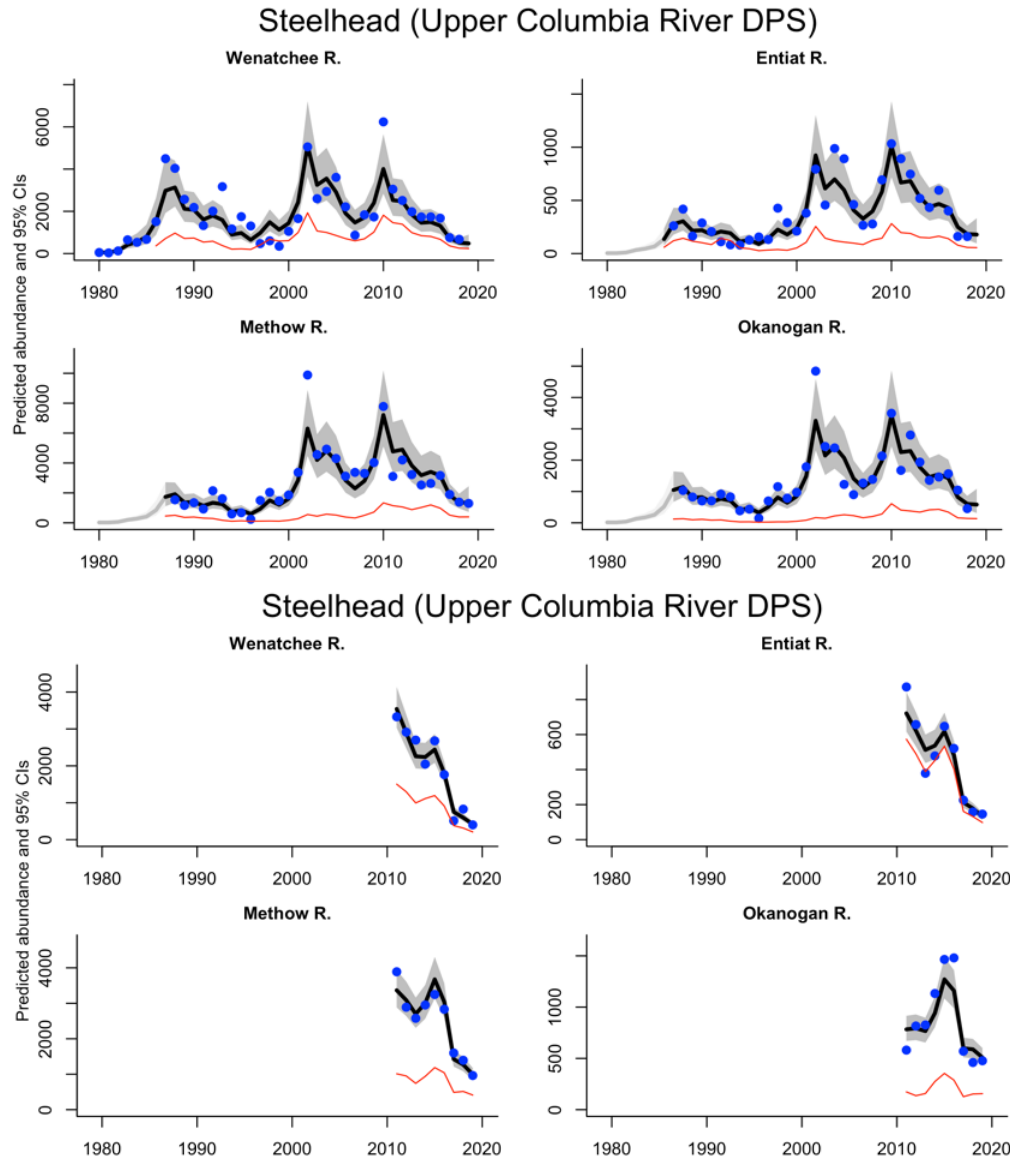 Steelhead (Upper Columbia River DPS)
Wenatchee R.
Entiat R.
Predicted abundance and 95% CIs
0 2000 6000
1980 1990 2000 2010 2020
0 500 1000
1980 1990 2000 2010 2020
Methow R.
Okanogan R.
0 4000 8000
1980 1990 2000 2010 2020
0 2000 4000
1980 1990 2000 2010 2020
Steelhead (Upper Columbia River DPS)
Wenatchee R.
Entiat R.
Predicted abundance and 95% CIs
0 2000 4000
1980 1990 2000 2010 2020
0 200 600
1980 1990 2000 2010 2020
Methow R.
Okanogan R.
0 2000 4000
1980 1990 2000 2010 2020
0 500 1000
1980 1990 2000 2010 2020